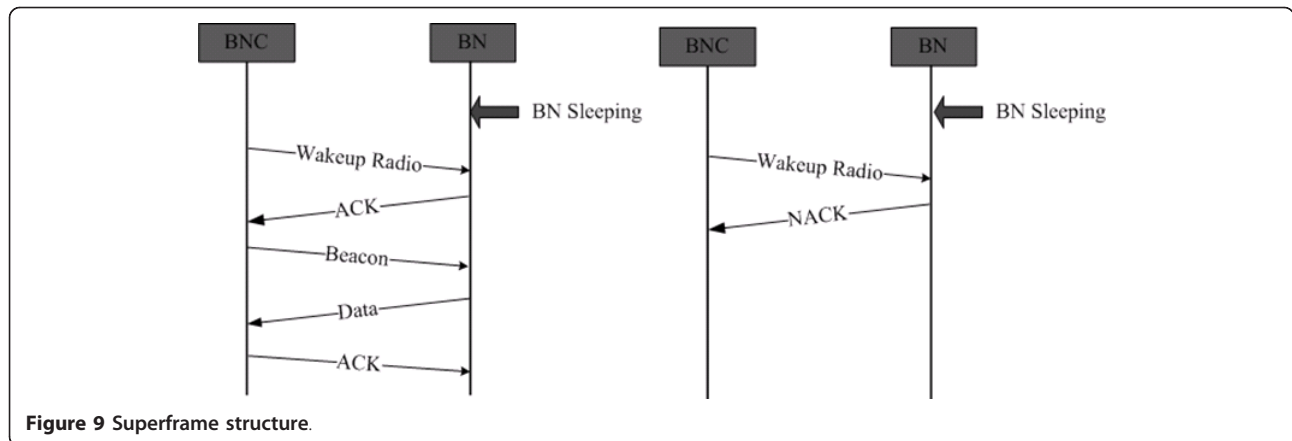 BNC
BN
BN Sleeping
Wakeup Radio
ACK
Beacon
Data
ACK
BNC
BN
BN Sleeping
Wakeup Radio
NACK
Figure 9 Superframe structure.